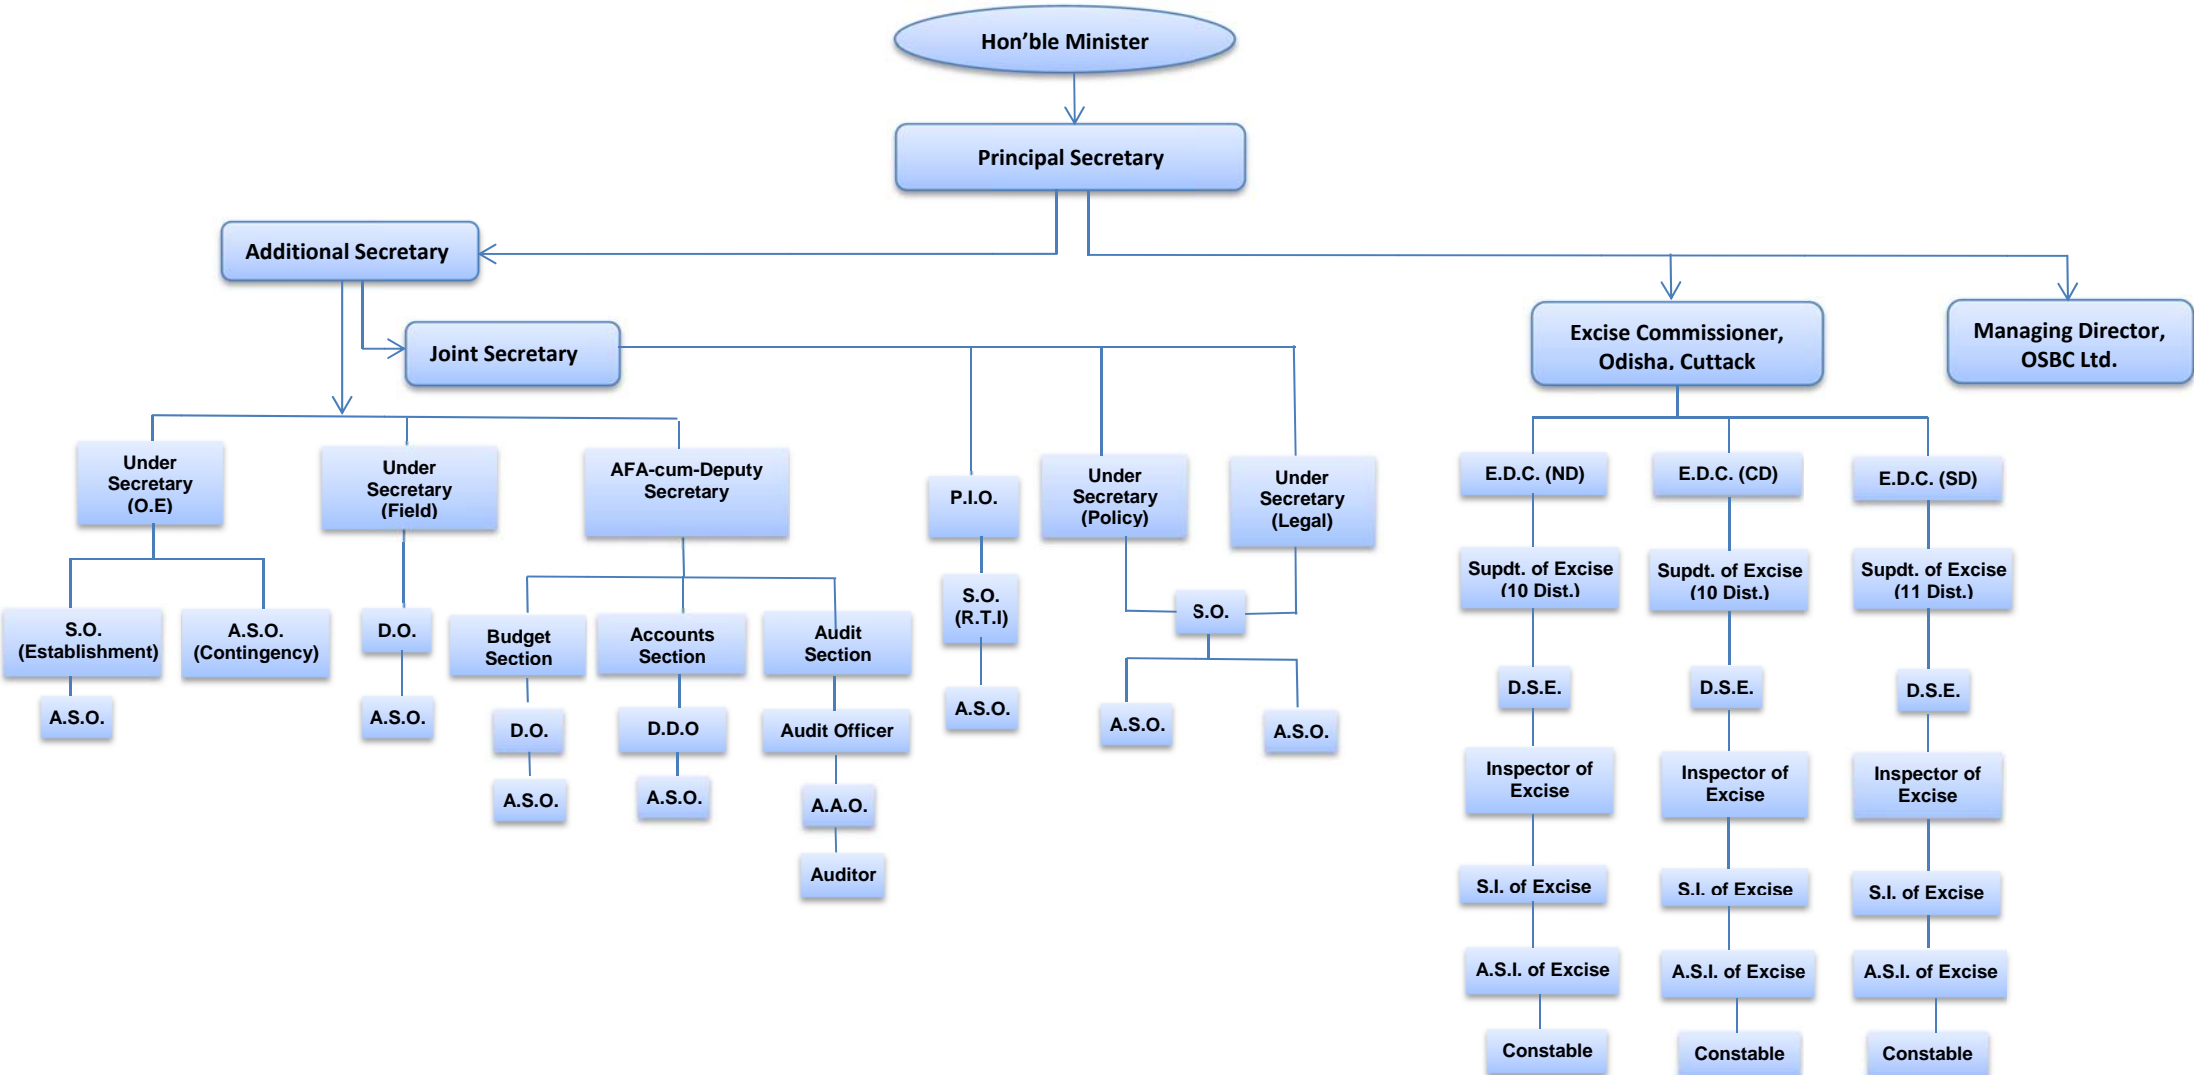 Hon’ble Minister
Principal Secretary
Additional Secretary
Joint Secretary
Excise Commissioner,
Odisha, Cuttack
Managing Director,
OSBC Ltd.
Under
Secretary
(O.E)
Under
Secretary
(Field)
AFA-cum-Deputy
Secretary
P.I.O.
Under
Secretary
(Policy)
Under
Secretary
(Legal)
E.D.C. (ND)
E.D.C. (CD)
E.D.C. (SD)
S.O.
(Establishment)
A.S.O.
(Contingency)
D.O.
Budget
Section
Accounts
Section
Audit
Section
S.O.
(R.T.I)
S.O.
Supdt. of Excise
(10 Dist.)
Supdt. of Excise
(10 Dist.)
Supdt. of Excise
(11 Dist.)
A.S.O.
A.S.O.
D.O.
D.D.O
Audit Officer
A.S.O.
A.S.O.
A.S.O.
D.S.E.
D.S.E.
D.S.E.
A.S.O.
A.S.O.
A.A.O.
Inspector of
Excise
Inspector of
Excise
Inspector of
Excise
Auditor
S.I. of Excise
S.I. of Excise
S.I. of Excise
A.S.I. of Excise
A.S.I. of Excise
A.S.I. of Excise
Constable
Constable
Constable